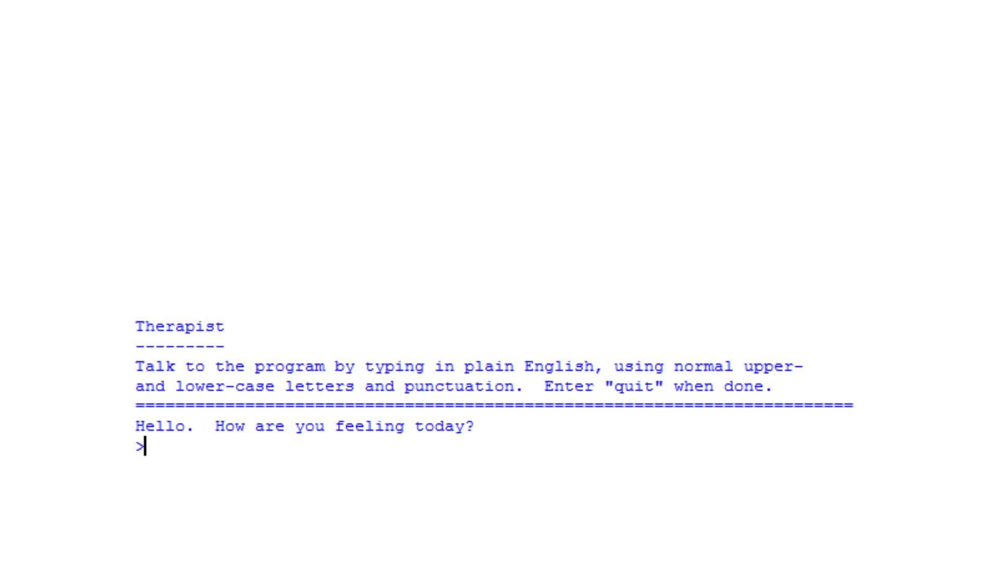 Therapist
---------
Talk to the program by typing in plain English, using normal upper-
and lower-case letters and punctuation.  Enter "quit" when done.
========================================================================
Hello.  How are you feeling today?
>